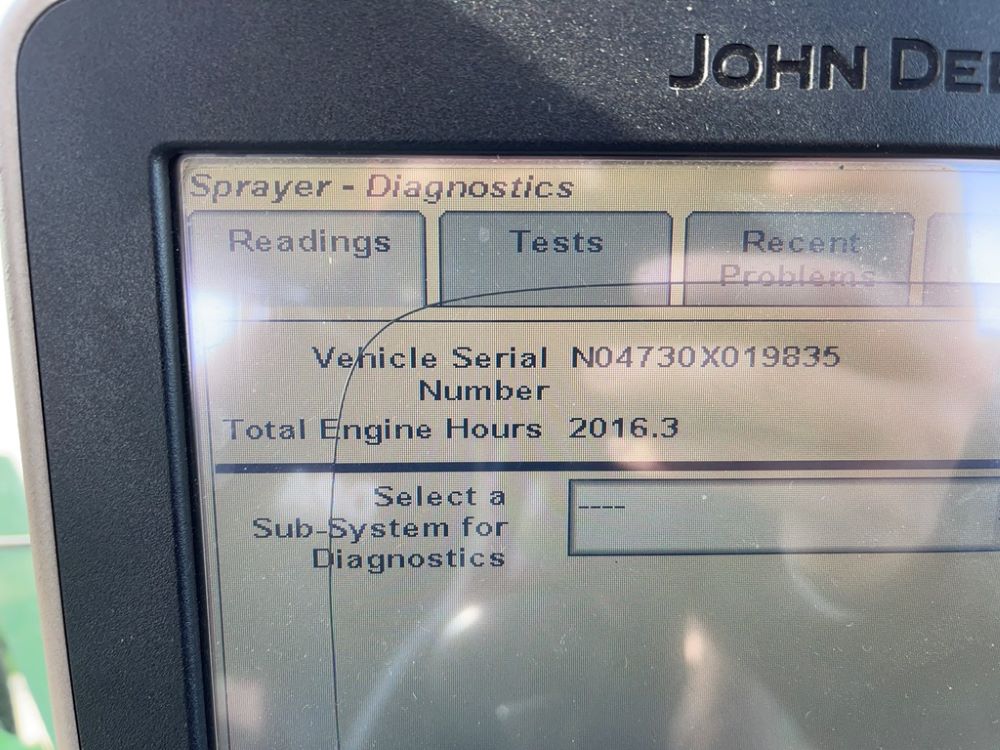 JOHN DEE
Sprayer - Diagnostics
Readings Tests Recent
Problems
Vehicle Serial N04730X019835
Number
Total Engine Hours 2016.3
Select a ----
Sub-System for
Diagnostics